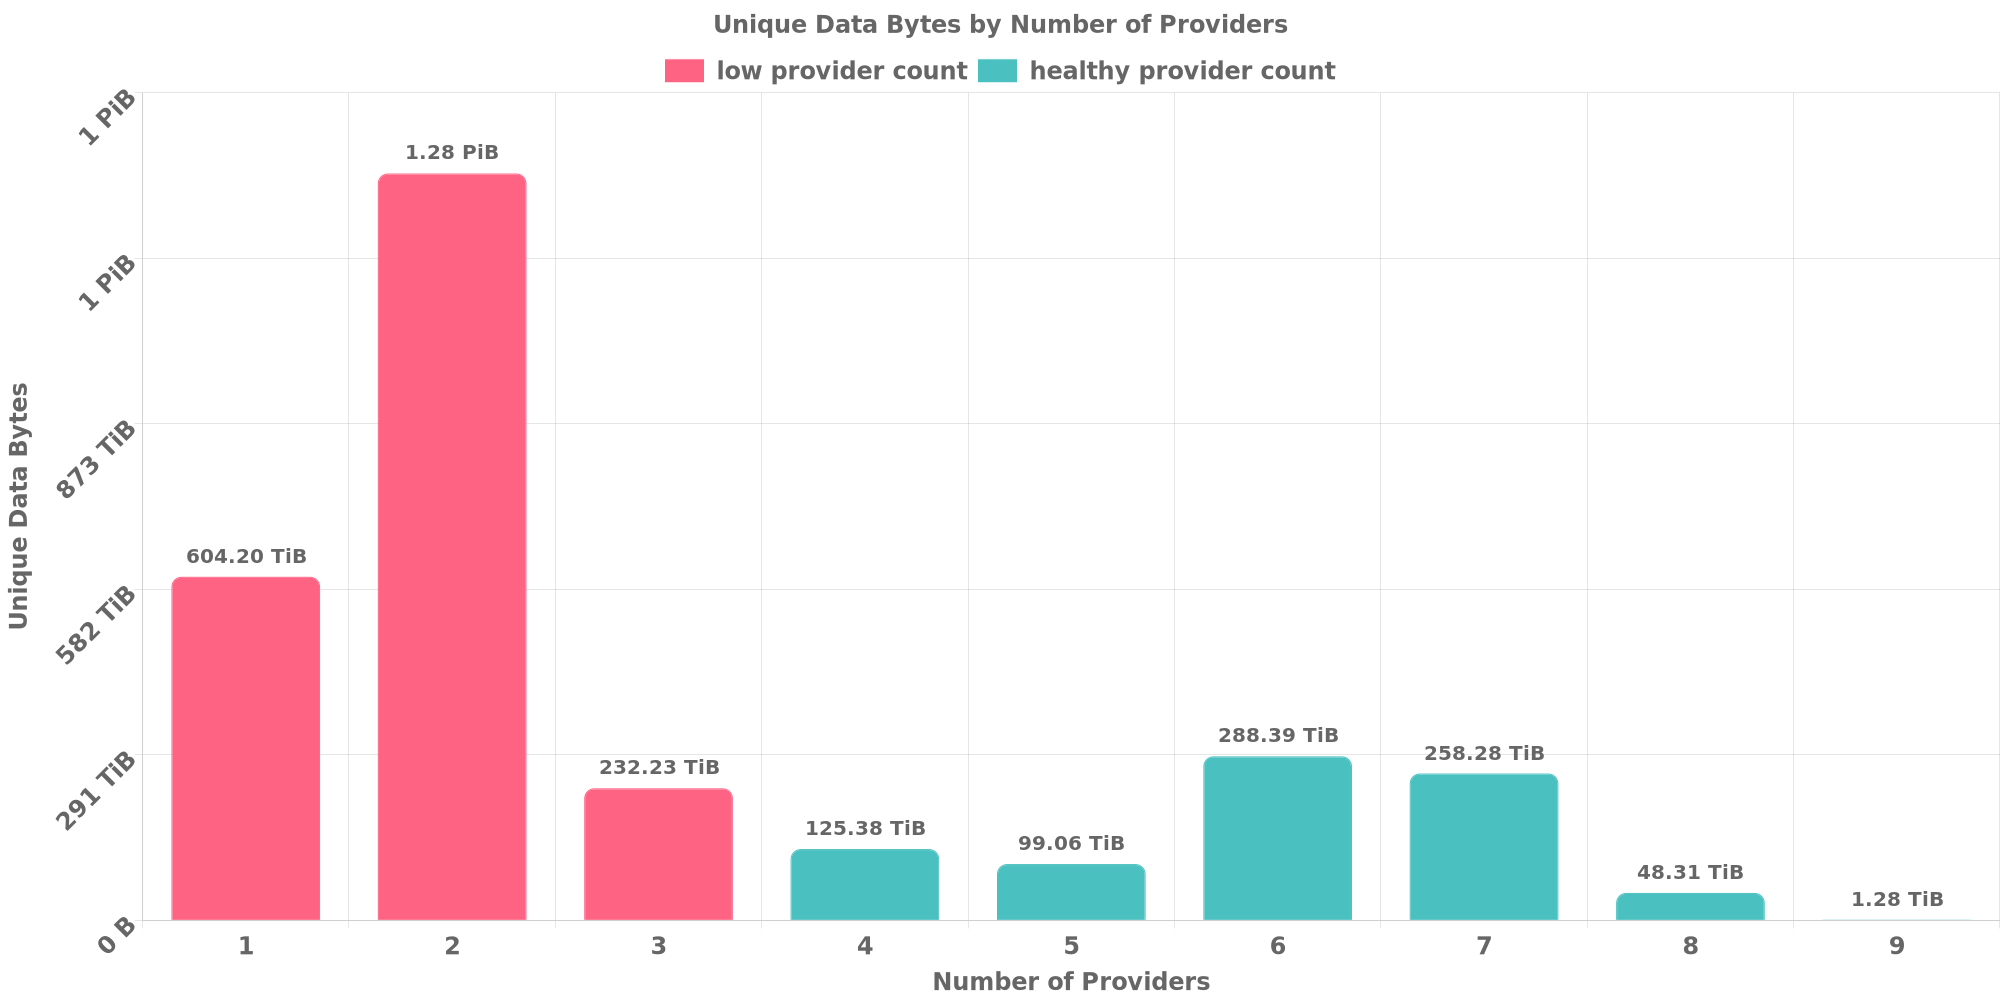 Unique Data Bytes by Number of Providers
low provider count healthy provider count
1 PiB
1 PiB
873 TiB
582 TiB
291 TiB
0 B
Unique Data Bytes
604.20 TiB
1.28 PiB
232.23 TiB
125.38 TiB
99.06 TiB
288.39 TiB
258.28 TiB
48.31 TiB
1.28 TiB
1 2 3 4 5 6 7 8 9
Number of Providers